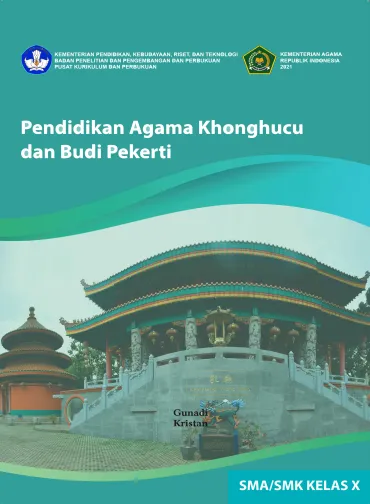 KEMENTERIAN PENDIDIKAN, KEBUDAYAAN, RISET, DAN TEKNOLOGI
BADAN PENELITIAN DAN PENGEMBANGAN DAN PERBUKUAN
PUSAT KURIKULUM DAN PERBUKUAN
KEMENTERIAN AGAMA
REPUBLIK INDONESIA
2021
Pendidikan Agama Khonghucu
dan Budi Pekerti
Gunadi
Kristan
SMA/SMK KELAS X